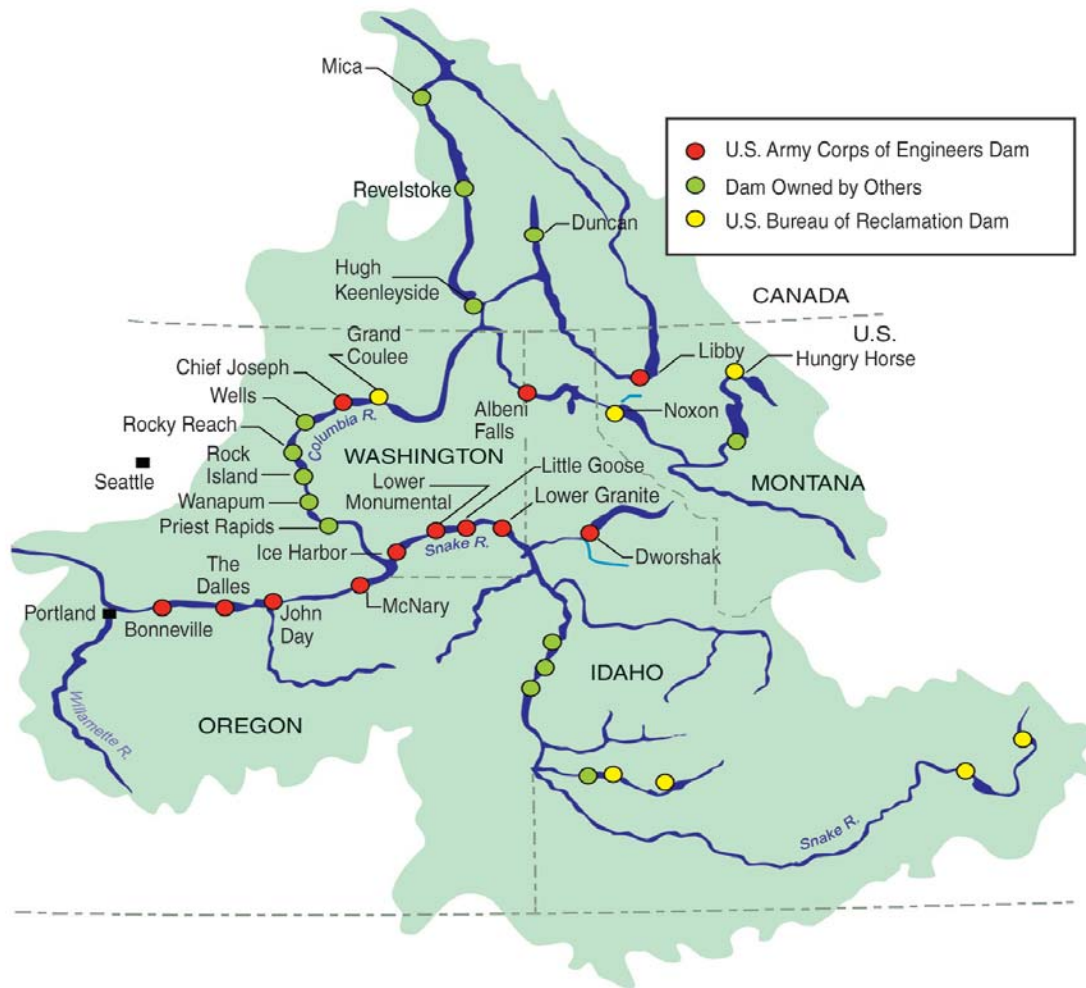 Mica
U.S. Army Corps of Engineers Dam
Dam Owned by Others
U.S. Bureau of Reclamation Dam
Revelstoke
Duncan
Hugh
Keenleyside
CANADA
U.S.
Grand
Coulee
Libby
Hungry Horse
Chief Joseph
Wells
Albeni
Falls
Noxon
Rocky Reach
Columbia R.
Rock
Island
WASHINGTON
Little Goose
Seattle
Lower
Monumental
MONTANA
Wanapum
Lower Granite
Priest Rapids
Ice Harbor
Snake R.
Dworshak
The
Dalles
McNary
Portland
Bonneville
John
Day
IDAHO
Willamette R.
OREGON
Snake R.